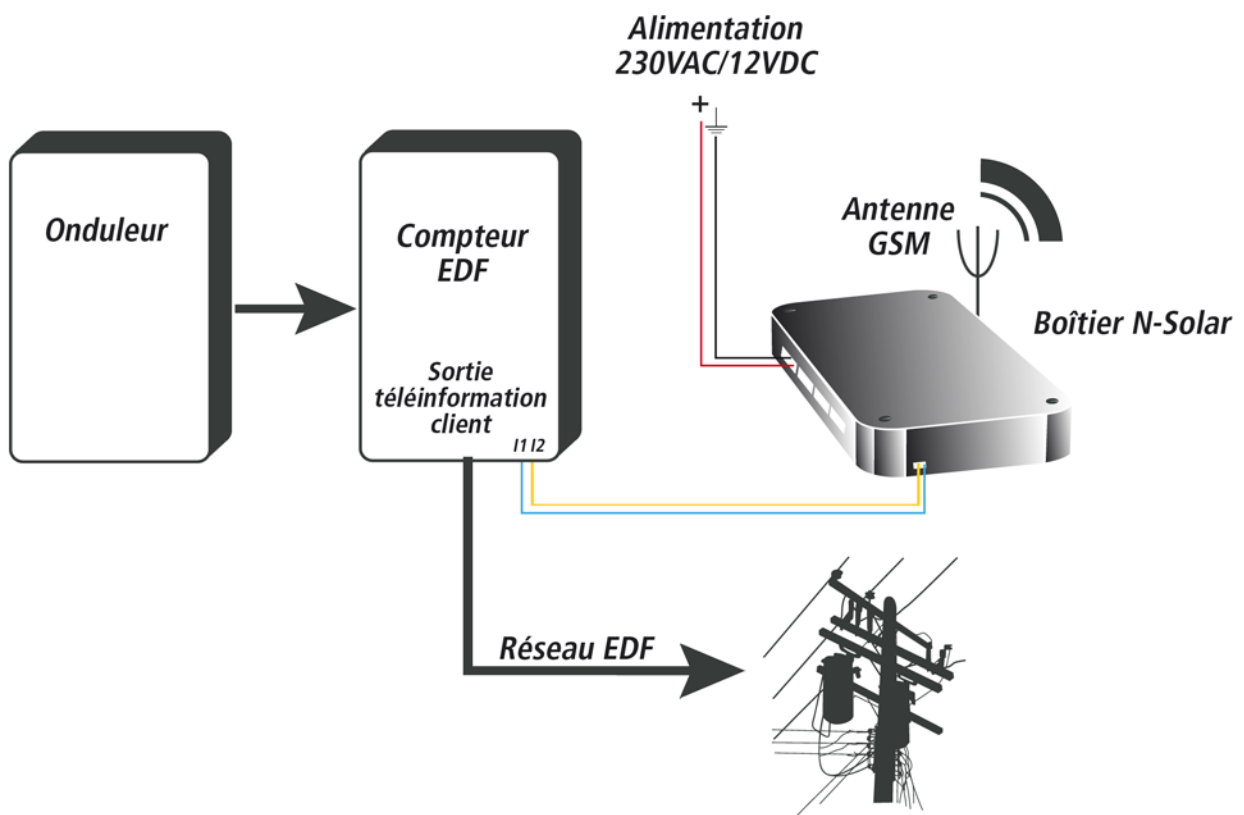 Alimentation
230VAC/12VDC
+
Onduleur
Compteur
EDF
Antenne
GSM
Boîtier N-Solar
Sortie
téléinformation
client
I1 I2
Réseau EDF